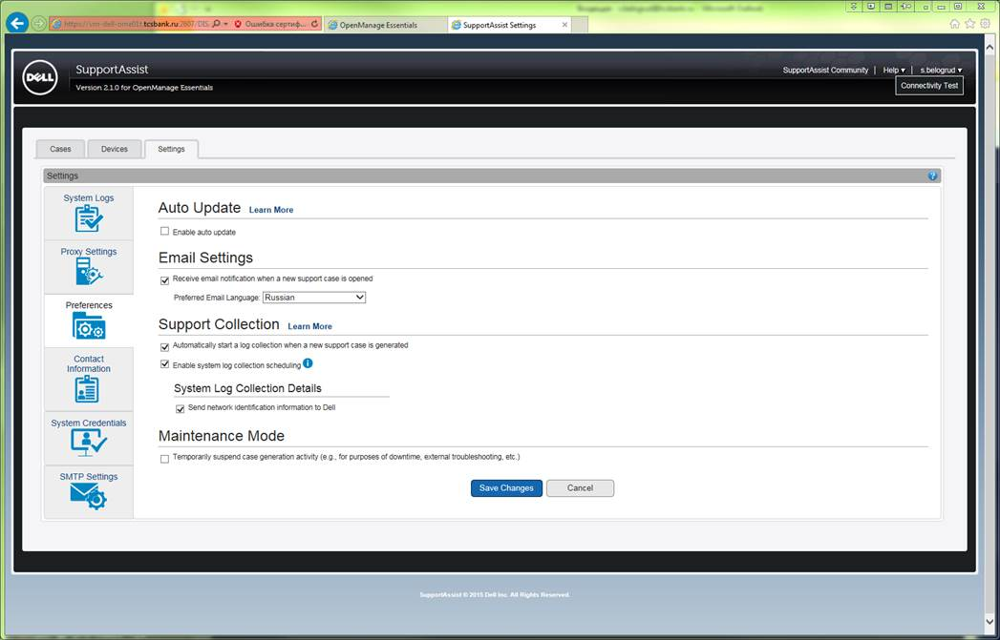 Microsoft Outlook
https://vm-dell-ome01t.tcsbank.ru:2607/DIS
Ошибка сертиф...
OpenManage Essentials
SupportAssist Settings
DELL
SupportAssist
Version 2.1.0 for OpenManage Essentials
SupportAssist Community | Help | s.belogrud
Connectivity Test
Cases
Devices
Settings
Settings
System Logs
Proxy Settings
Preferences
Contact
Information
System Credentials
SMTP Settings
Auto Update Learn More
Enable auto update
Email Settings
Receive email notification when a new support case is opened
Preferred Email Language: Russian
Support Collection Learn More
Automatically start a log collection when a new support case is generated
Enable system log collection scheduling
System Log Collection Details
Send network identification information to Dell
Maintenance Mode
Temporarily suspend case generation activity (e.g., for purposes of downtime, external troubleshooting, etc.)
Save Changes
Cancel
SupportAssist © 2015 Dell Inc. All Rights Reserved.